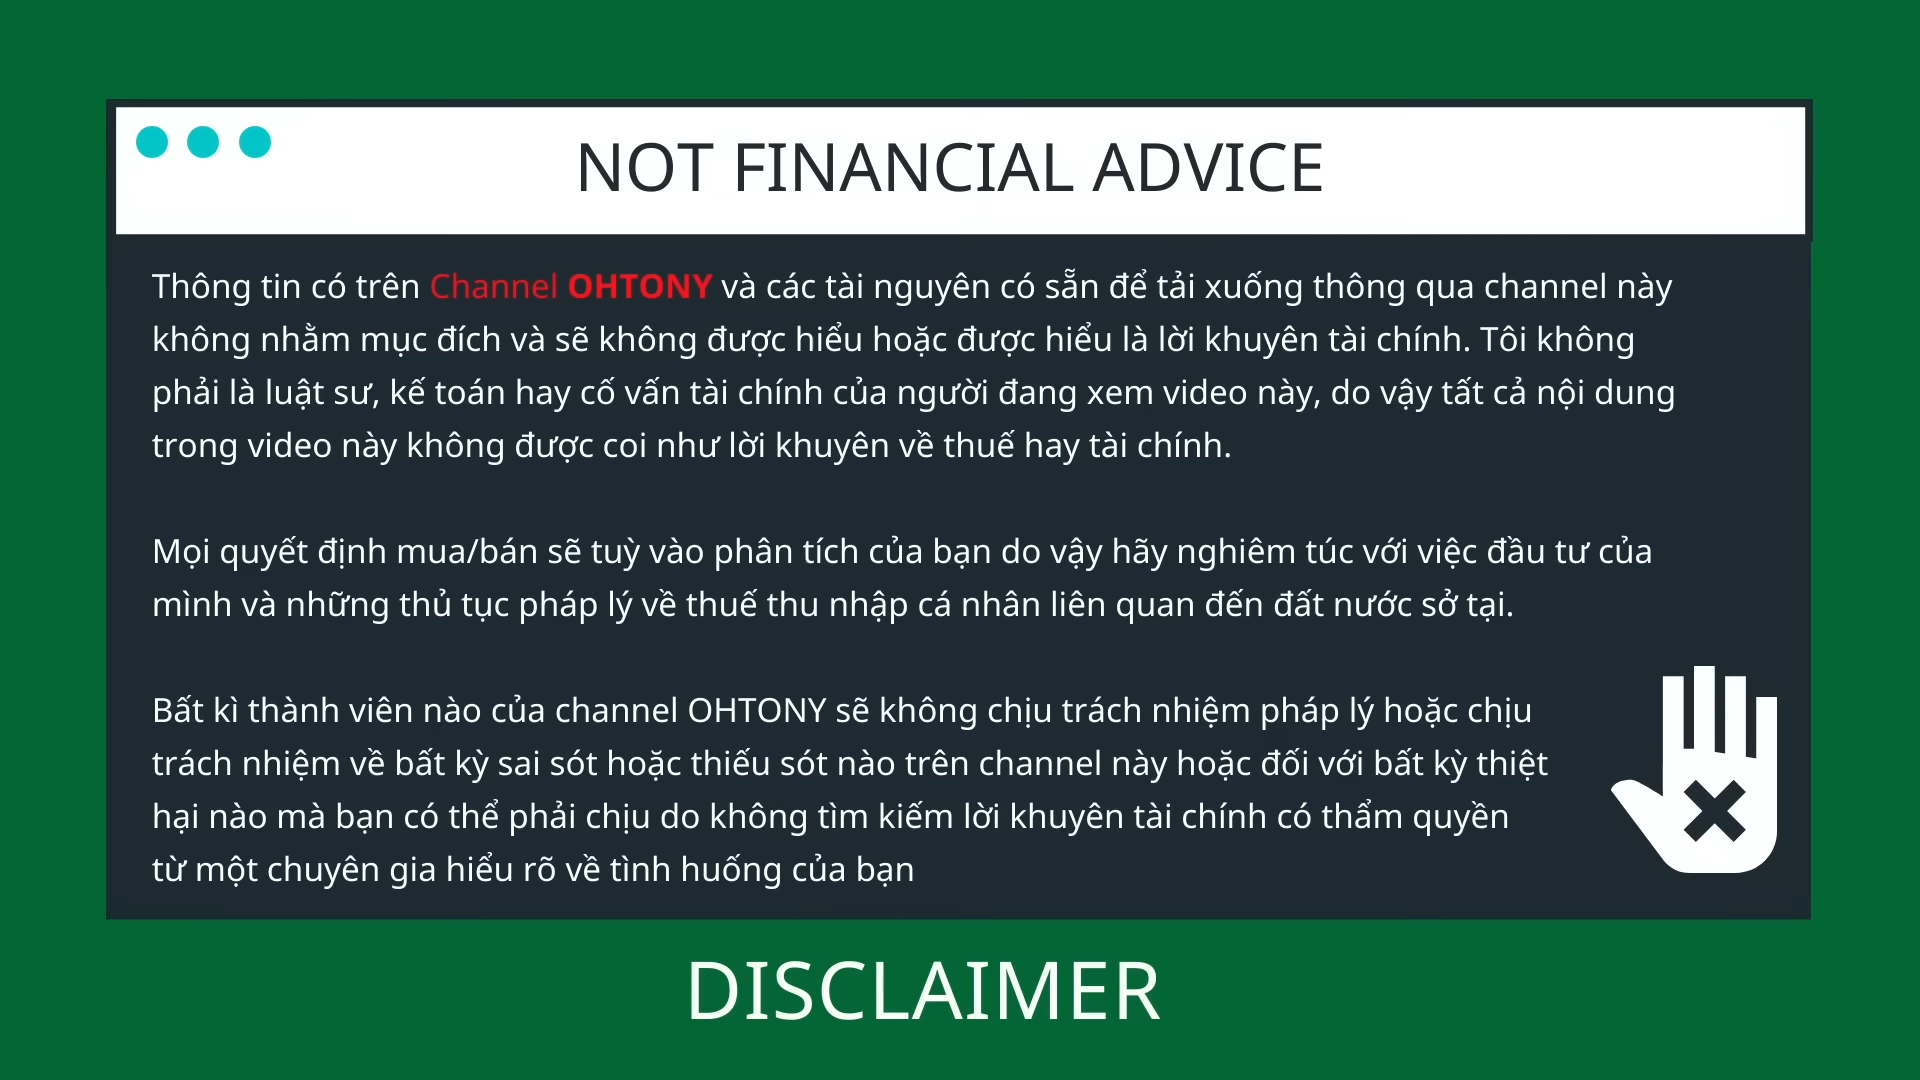 NOT FINANCIAL ADVICE
Thông tin có trên Channel OHTONY và các tài nguyên có sẵn để tải xuống thông qua channel này
không nhằm mục đích và sẽ không được hiểu hoặc được hiểu là lời khuyên tài chính. Tôi không
phải là luật sư, kế toán hay cố vấn tài chính của người đang xem video này, do vậy tất cả nội dung
trong video này không được coi như lời khuyên về thuế hay tài chính.
Mọi quyết định mua/bán sẽ tuỳ vào phân tích của bạn do vậy hãy nghiêm túc với việc đầu tư của
mình và những thủ tục pháp lý về thuế thu nhập cá nhân liên quan đến đất nước sở tại.
Bất kì thành viên nào của channel OHTONY sẽ không chịu trách nhiệm pháp lý hoặc chịu
trách nhiệm về bất kỳ sai sót hoặc thiếu sót nào trên channel này hoặc đối với bất kỳ thiệt
hại nào mà bạn có thể phải chịu do không tìm kiếm lời khuyên tài chính có thẩm quyền
từ một chuyên gia hiểu rõ về tình huống của bạn
DISCLAIMER